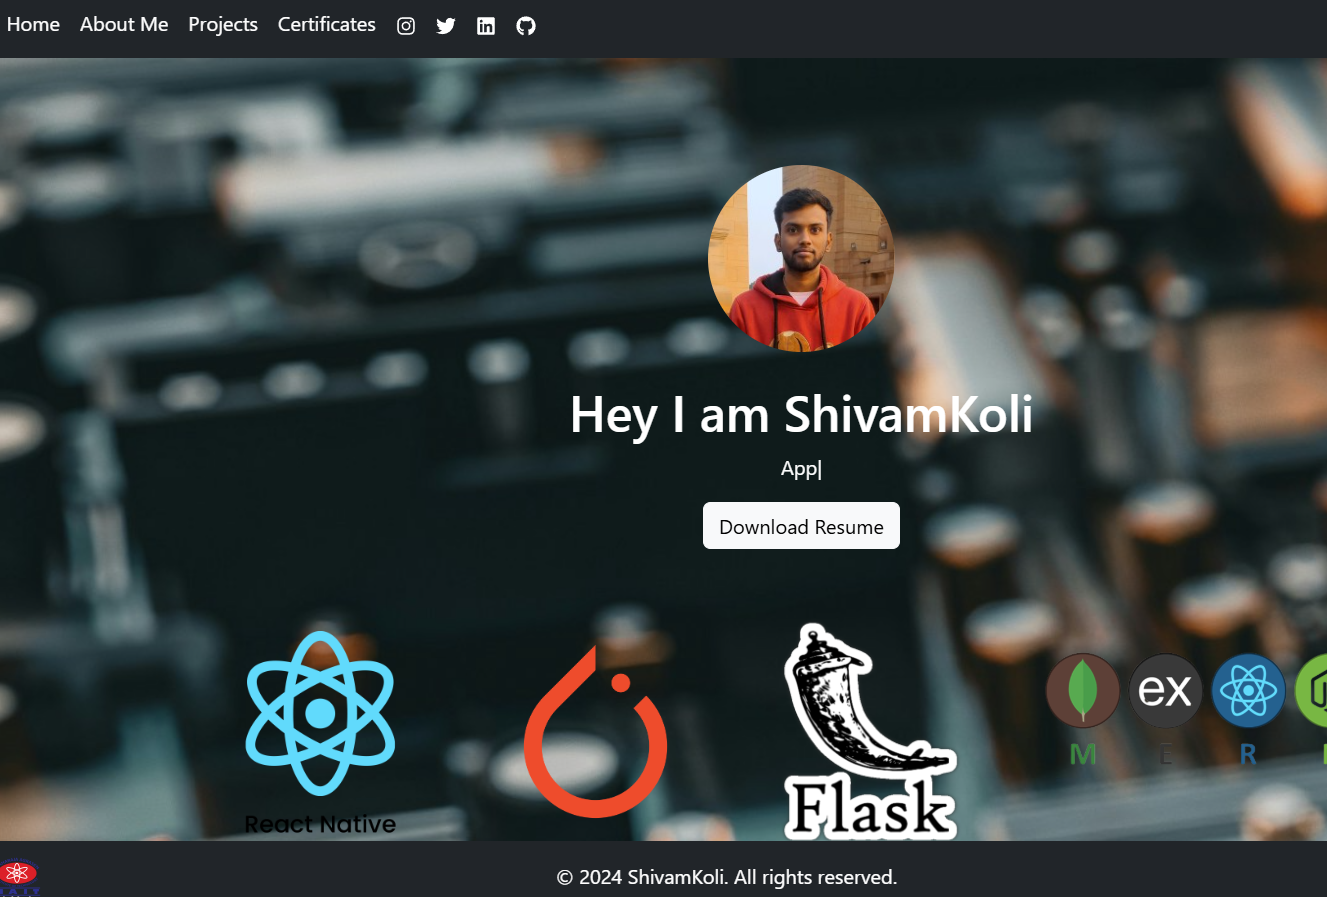 Home About Me Projects Certificates
Hey I am ShivamKoli
App|
Download Resume
ex
M E R
React Native
Flask
© 2024 ShivamKoli. All rights reserved.